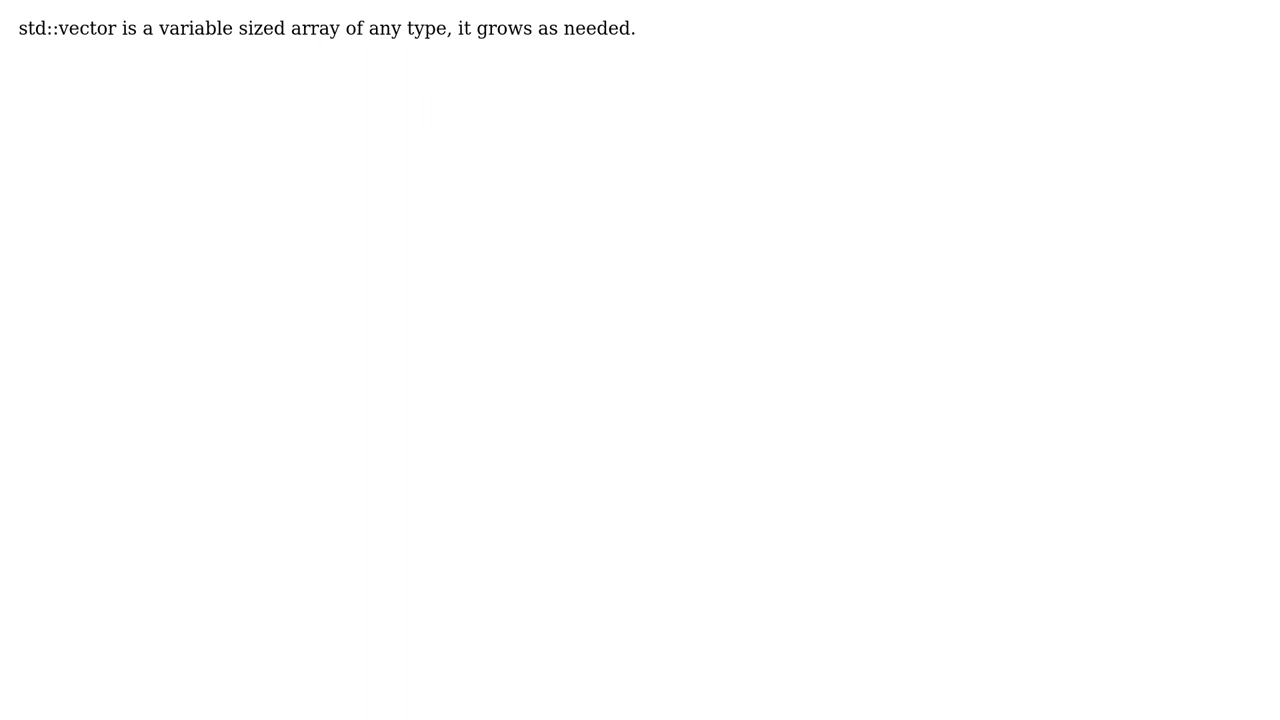 std::vector is a variable sized array of any type, it grows as needed.